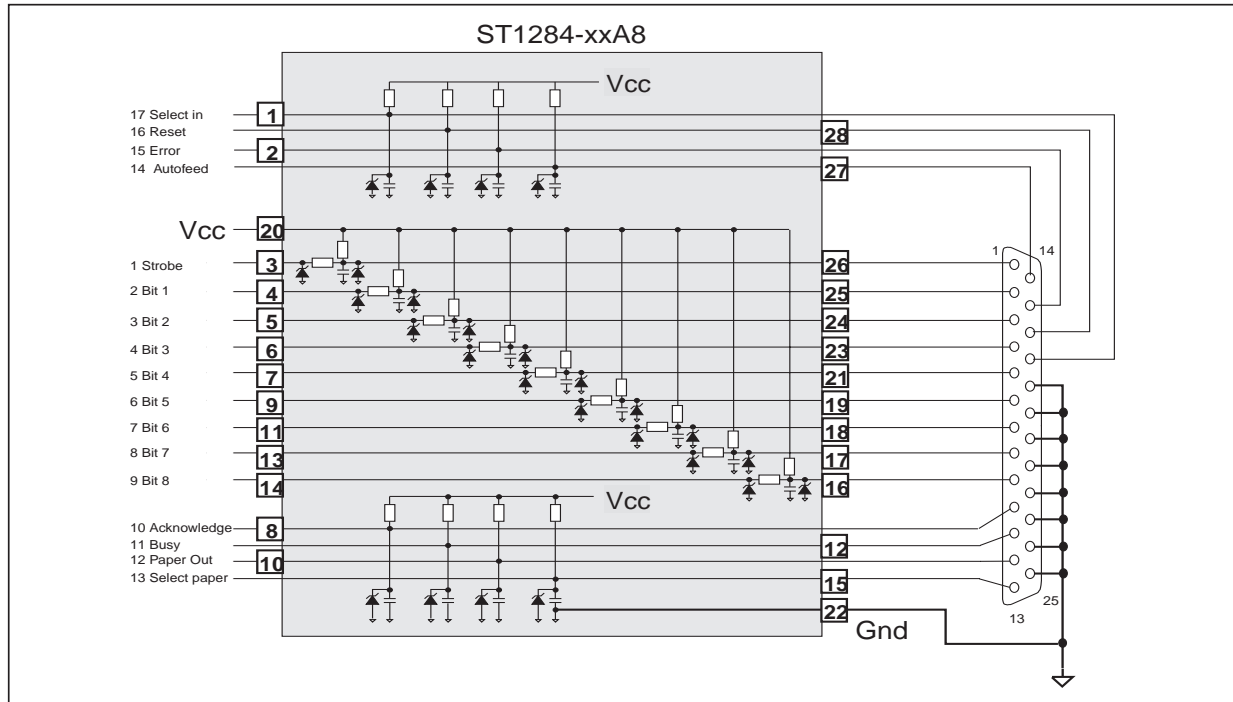 ST1284-xxA8
Vcc
17 Select in
1
16 Reset
28
15 Error
2
14 Autofeed
27
Vcc
20
1 Strobe
3
26
1
14
2 Bit 1
4
25
3 Bit 2
5
24
4 Bit 3
6
23
5 Bit 4
7
21
6 Bit 5
9
19
7 Bit 6
11
18
8 Bit 7
13
17
9 Bit 8
14
16
Vcc
10 Acknowledge
8
11 Busy
12
12 Paper Out
10
13 Select paper
15
22
Gnd
25
13